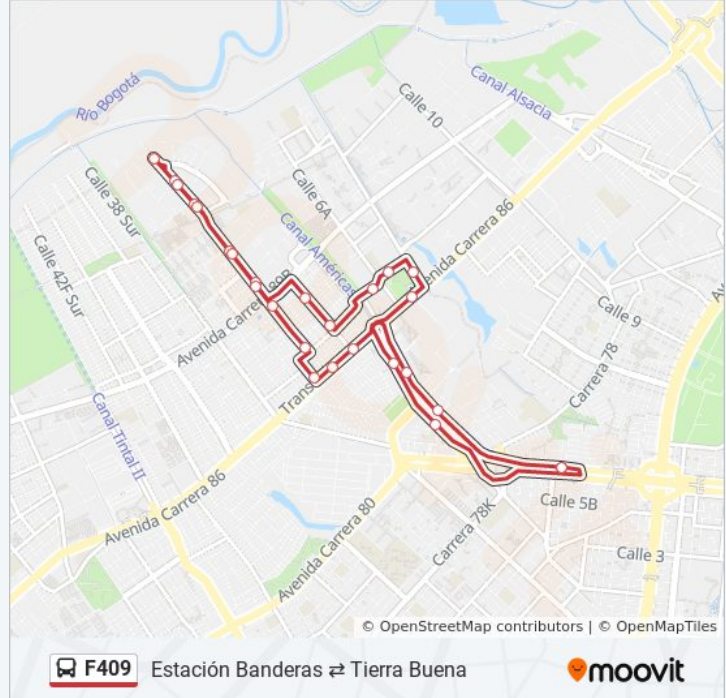 Río Bogotá
Canal Alsacia
Calle 10
Calle 38 Sur
Calle 6A
Canal Américas
Calle 42F Sur
Avenida Carrera 86
Calle 9
Carrera 78
Canal Tintal II
Avenida Carrera 86
Avenida Carrera 80
Carrera 78K
Calle 5B
Calle 3
© OpenStreetMap contributors | © OpenMapTiles
F409 Estación Banderas ⇄ Tierra Buena moovit